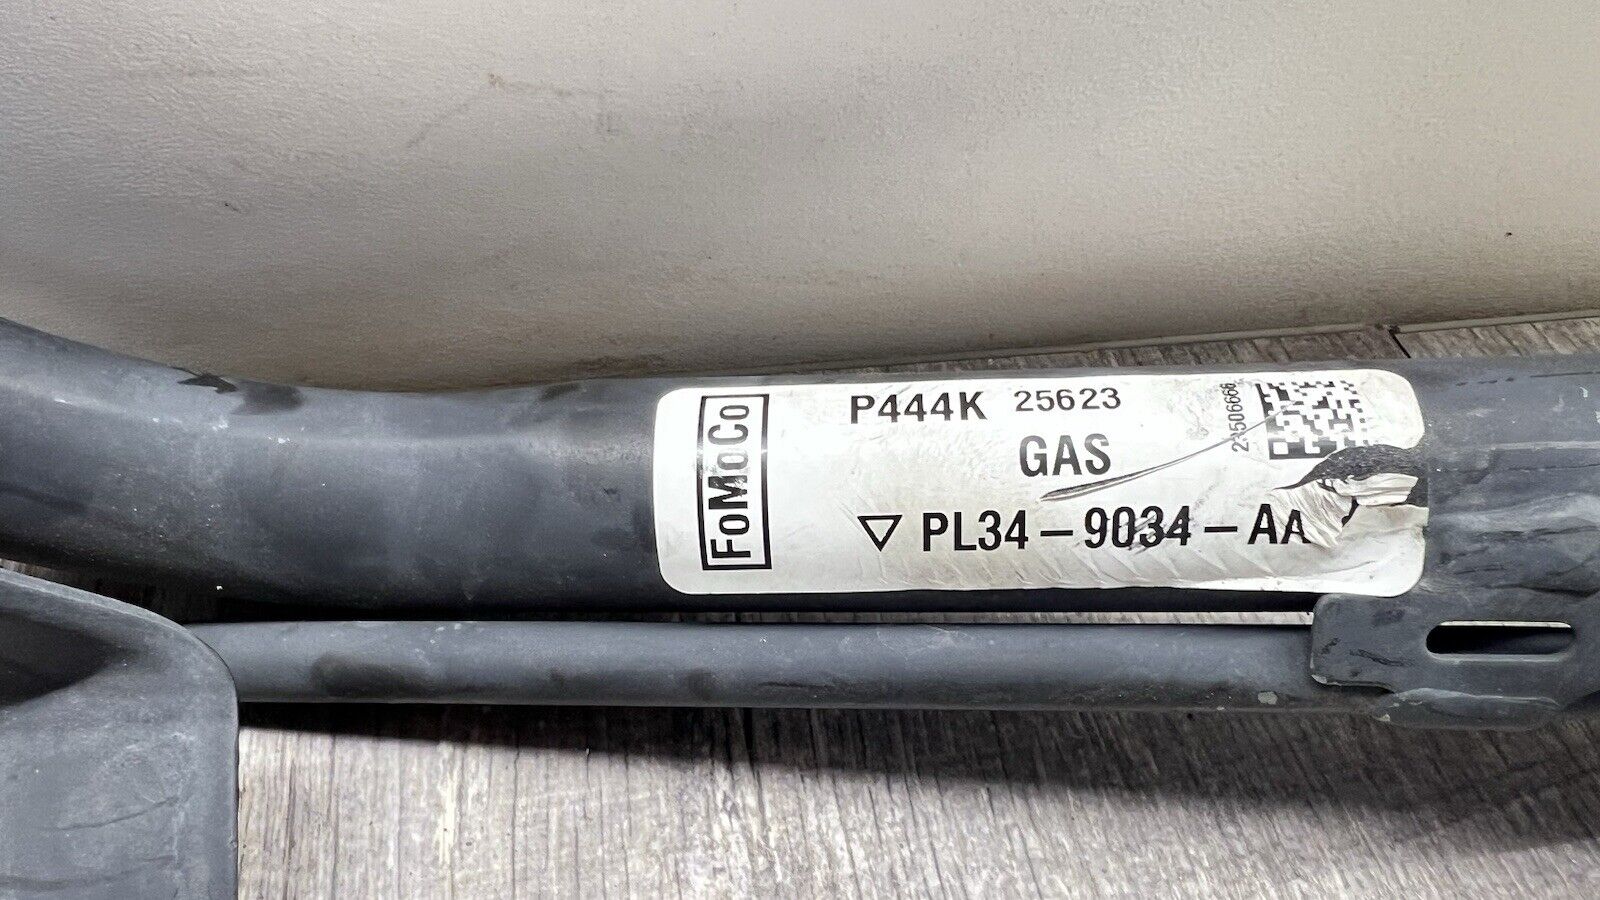 FoMoCo
P444K 25623
GAS
▽ PL34-9034-AA